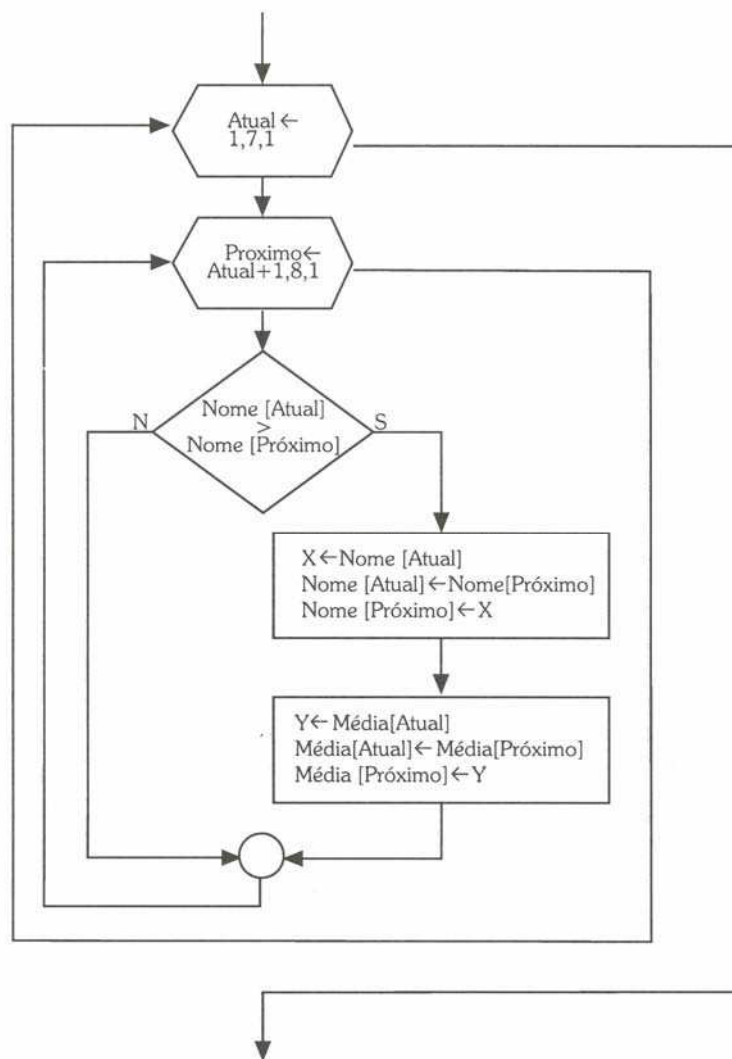 Atual ←
1,7,1
Proximo←
Atual+1,8,1
Nome [Atual]
>
Nome [Próximo]
N
S
X←Nome [Atual]
Nome [Atual]←Nome[Próximo]
Nome [Próximo]←X
Y← Média[Atual]
Média[Atual]←Média[Próximo]
Média [Próximo]←Y